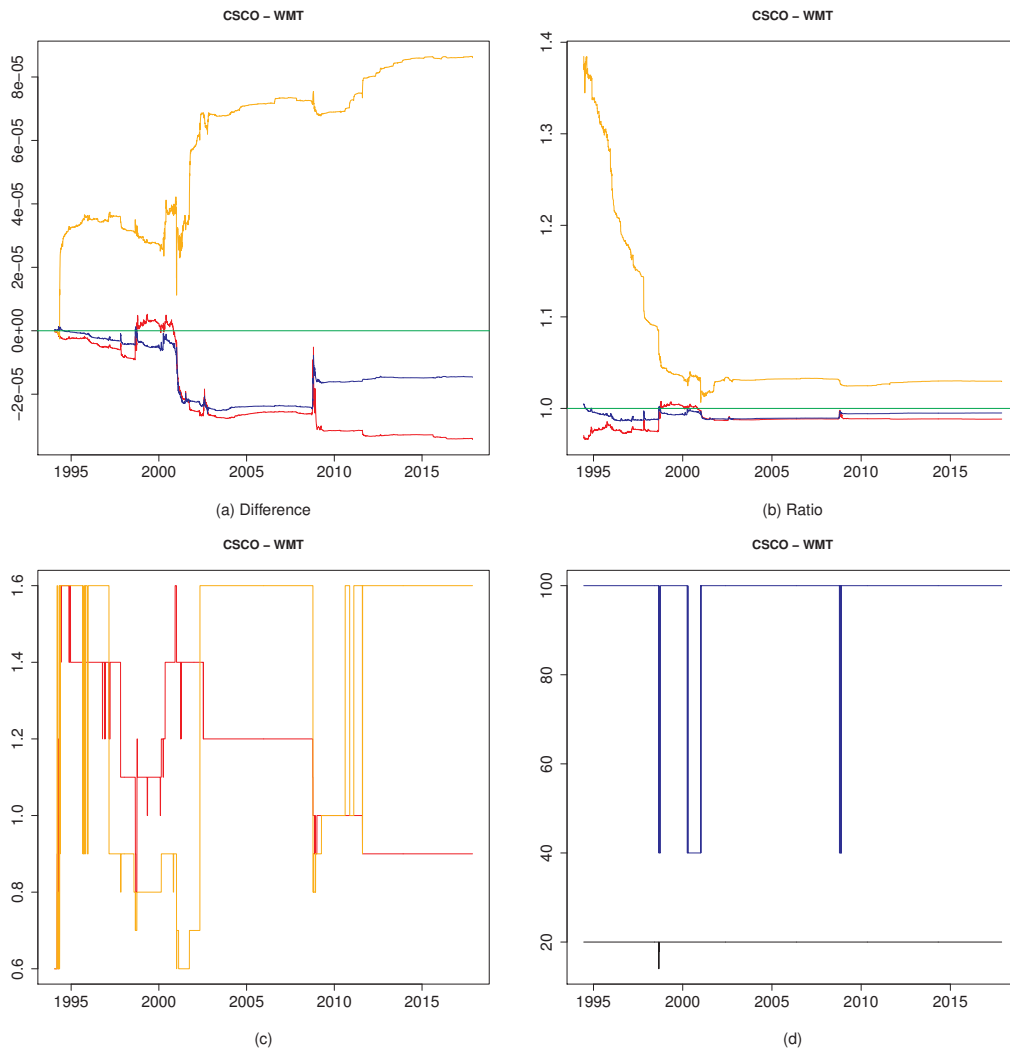 CSCO − WMT
8e−05
6e−05
4e−05
2e−05
0e+00
−2e−05
1995 2000 2005 2010 2015
(a) Difference
CSCO − WMT
1.4
1.3
1.2
1.1
1.0
1995 2000 2005 2010 2015
(b) Ratio
CSCO − WMT
1.6
1.4
1.2
1.0
0.8
0.6
1995 2000 2005 2010 2015
(c)
CSCO − WMT
100
80
60
40
20
1995 2000 2005 2010 2015
(d)